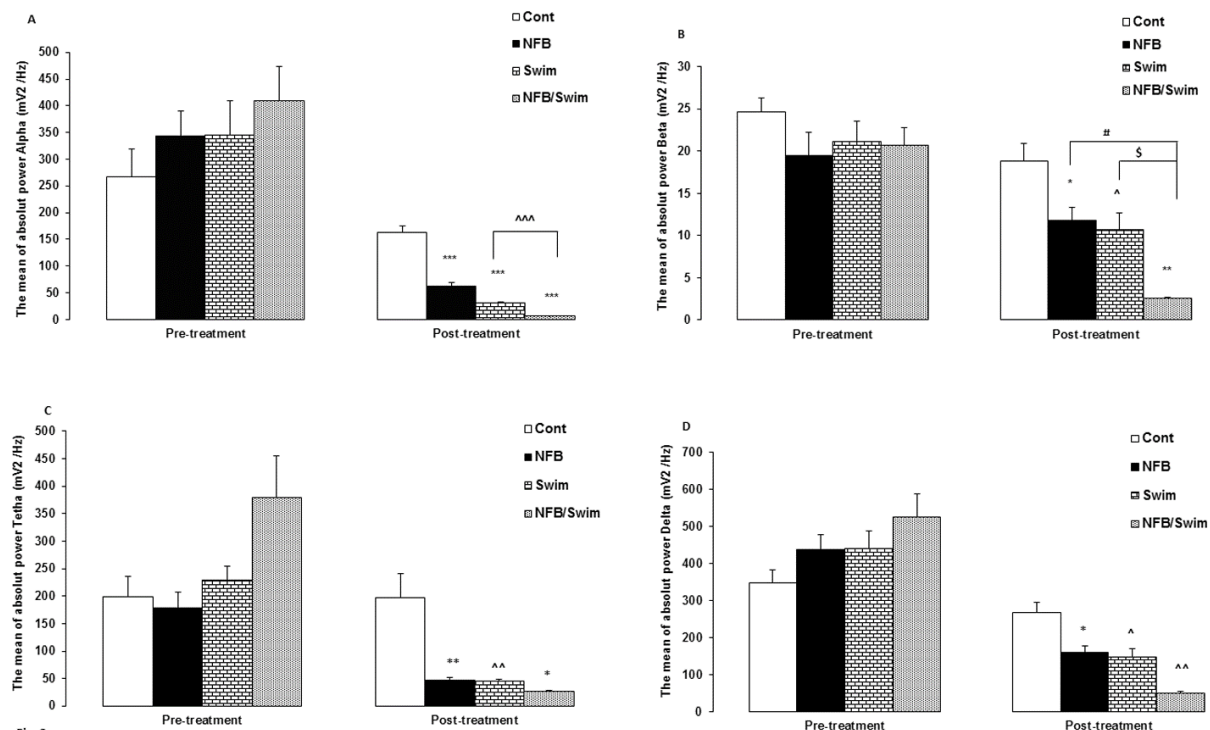 A
Cont
NFB
Swim
NFB/Swim
The mean of absolut power Alpha (mV2 /Hz)
500
450
400
350
300
250
200
150
100
50
0
^^^
***
***
***
Pre-treatment
Post-treatment
B
Cont
NFB
Swim
NFB/Swim
The mean of absolut power Beta (mV2 /Hz)
30
25
20
15
10
5
0
#
$
*
^
**
Pre-treatment
Post-treatment
C
Cont
NFB
Swim
NFB/Swim
The mean of absolut power Tetha (mV2 /Hz)
500
450
400
350
300
250
200
150
100
50
0
**
^^
*
Pre-treatment
Post-treatment
D
Cont
NFB
Swim
NFB/Swim
The mean of absolut power Delta (mV2 /Hz)
700
600
500
400
300
200
100
0
*
^
^^
Pre-treatment
Post-treatment